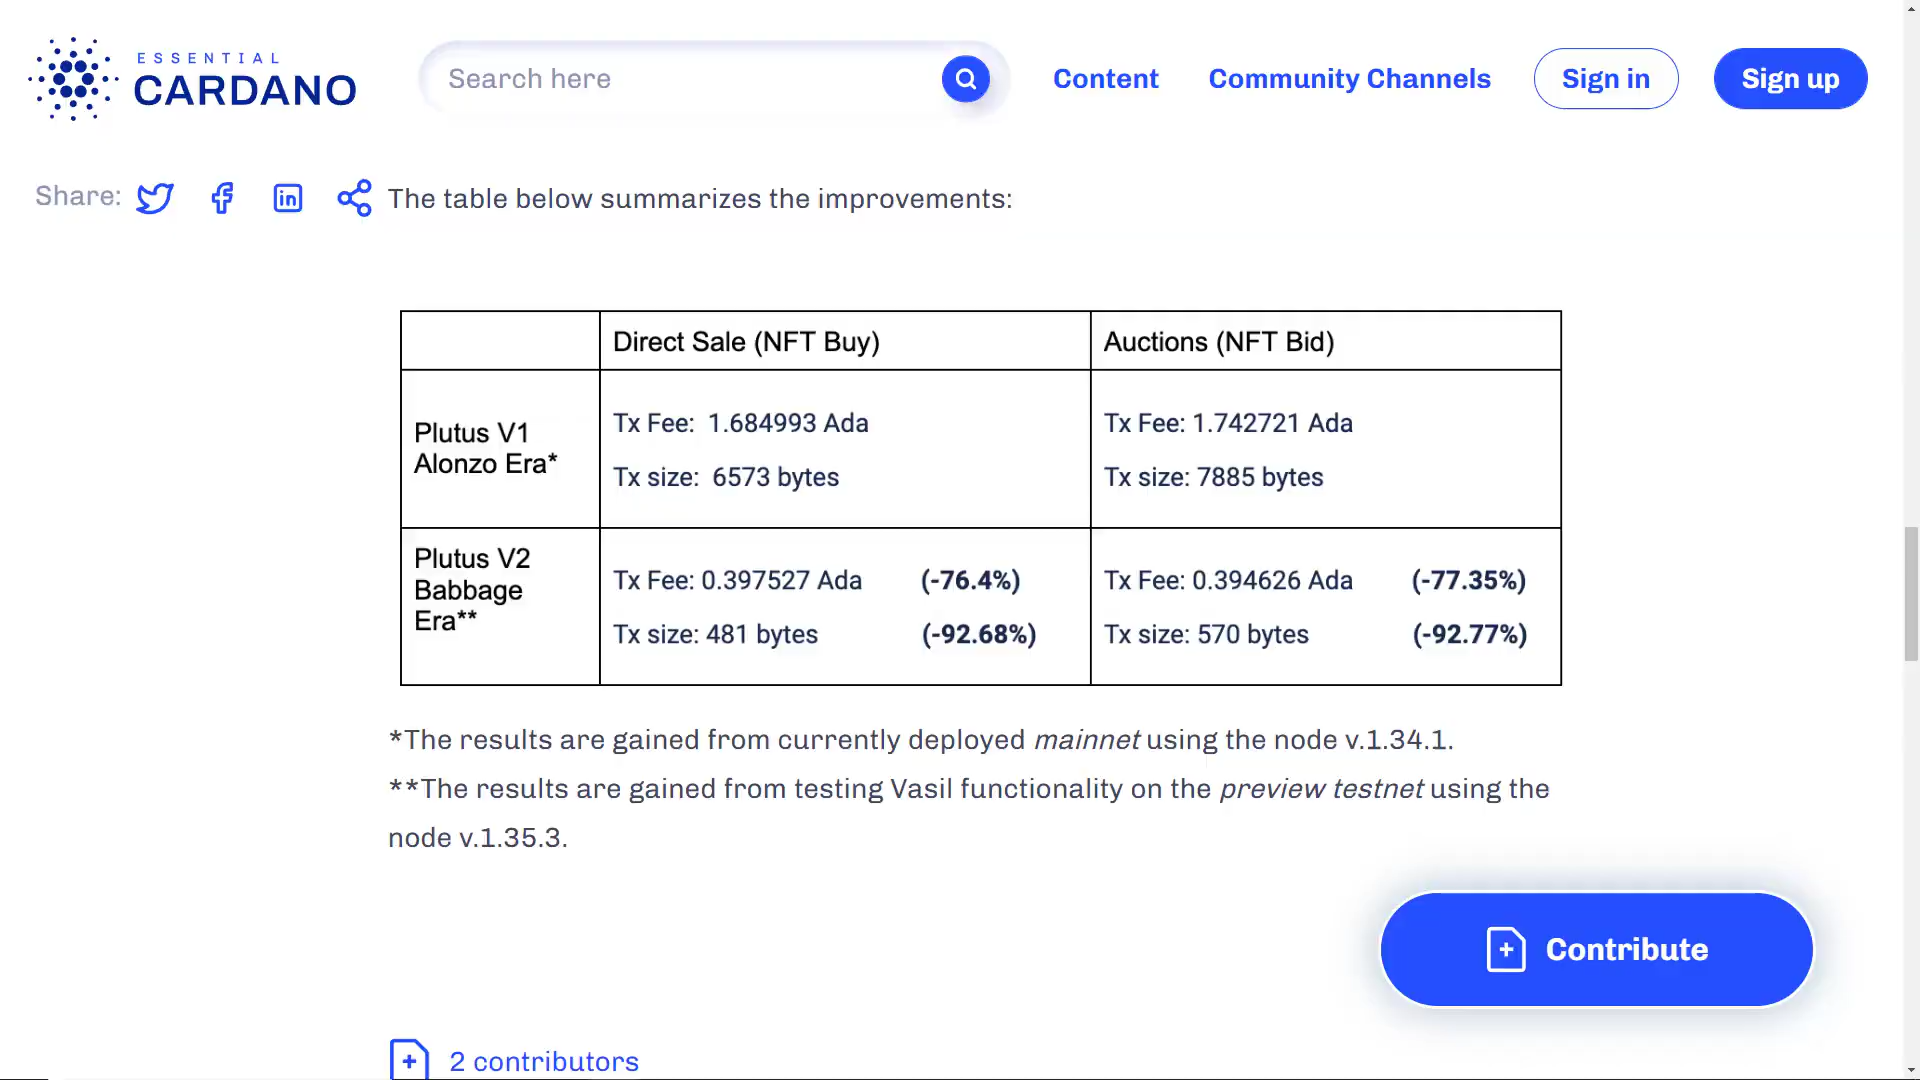 ESSENTIAL
CARDANO
Search here
Content
Community Channels
Sign in
Sign up
Share:
The table below summarizes the improvements:
Direct Sale (NFT Buy)
Auctions (NFT Bid)
Plutus V1
Alonzo Era*
Tx Fee:  1.684993 Ada
Tx size:  6573 bytes
Tx Fee: 1.742721 Ada
Tx size: 7885 bytes
Plutus V2
Babbage
Era**
Tx Fee: 0.397527 Ada (-76.4%)
Tx size: 481 bytes (-92.68%)
Tx Fee: 0.394626 Ada (-77.35%)
Tx size: 570 bytes (-92.77%)
*The results are gained from currently deployed mainnet using the node v.1.34.1.
**The results are gained from testing Vasil functionality on the preview testnet using the
node v.1.35.3.
Contribute
2 contributors